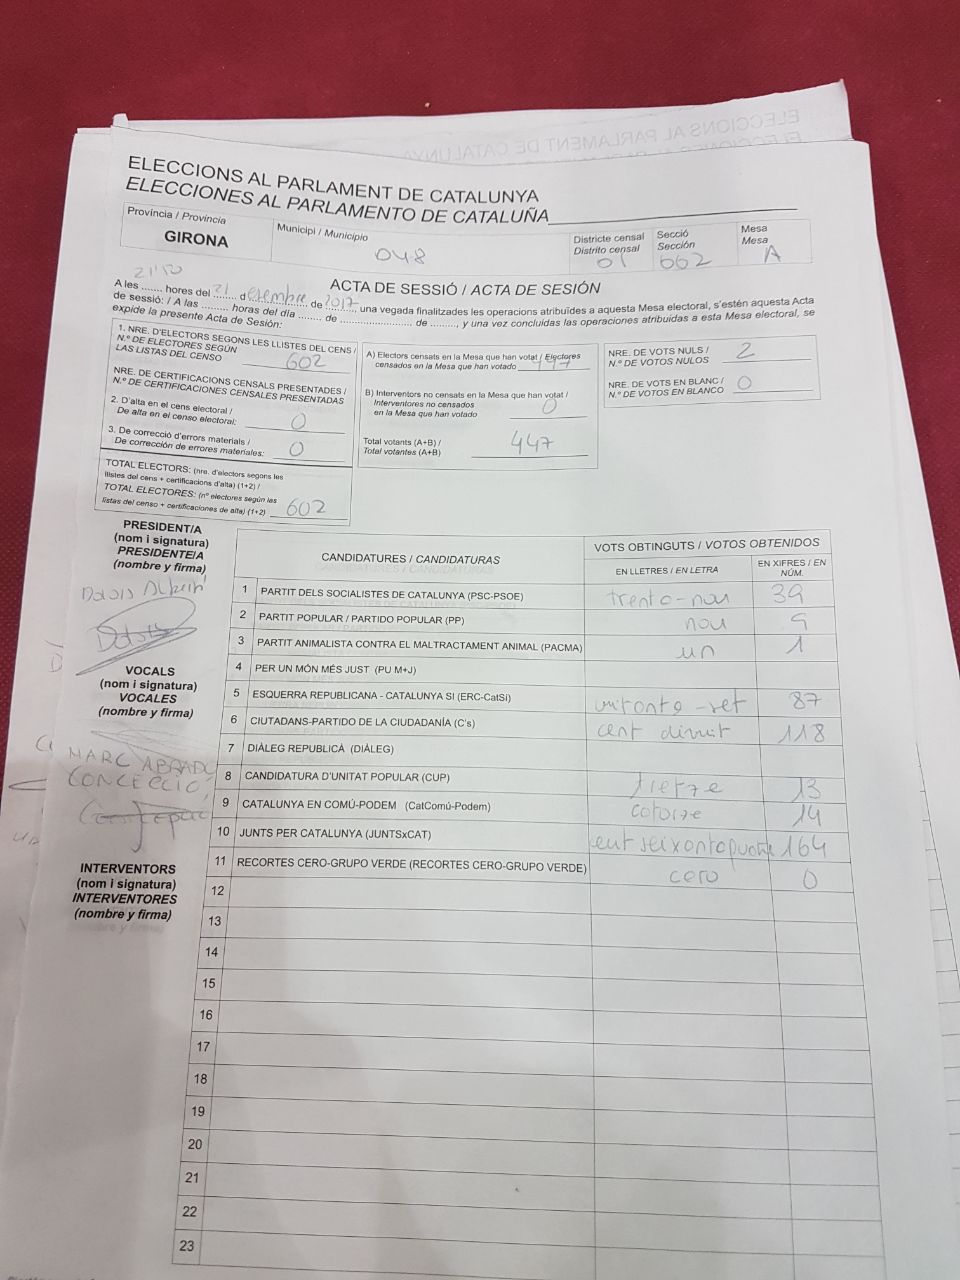 ELECCIONS AL PARLAMENT DE CATALUNYA
ELECCIONS AL PARLAMENT DE CATALUNYA
ELECCIONES AL PARLAMENTO DE CATALUÑA
Província / Provincia
GIRONA
Municipi / Municipio
048
Districte censal
Distrito censal
01
Secció
Sección
002
Mesa
Mesa
A
ACTA DE SESSIÓ / ACTA DE SESIÓN
21'50
A les ....... hores del 21 d desembre de 2017, una vegada finalitzades les operacions atribuïdes a aquesta Mesa electoral, s'estén aquesta Acta
de sessió: / A las ......... horas del día ........ de ........................ de ........., y una vez concluidas las operaciones atribuidas a esta Mesa electoral, se
expide la presente Acta de Sesión:
1. NRE. D'ELECTORS SEGONS LES LLISTES DEL CENS /
N.º DE ELECTORES SEGÚN
LAS LISTAS DEL CENSO 602
NRE. DE CERTIFICACIONS CENSALS PRESENTADES /
N.º DE CERTIFICACIONES CENSALES PRESENTADAS
2. D'alta en el cens electoral /
De alta en el censo electoral: 0
3. De correcció d'errors materials /
De corrección de errores materiales: 0
TOTAL ELECTORS: (nre. d'electors segons les
llistes del cens + certificacions d'alta) (1+2) /
TOTAL ELECTORES: (nº electores según las
listas del censo + certificaciones de alta) (1+2) 602
A) Electors censats en la Mesa que han votat / Electores
censados en la Mesa que han votado 447
B) Interventors no censats en la Mesa que han votat /
Interventores no censados
en la Mesa que han votado 0
Total votants (A+B) /
Total votantes (A+B) 447
NRE. DE VOTS NULS /
N.º DE VOTOS NULOS 2
NRE. DE VOTS EN BLANC /
N.º DE VOTOS EN BLANCO 0
PRESIDENT/A
(nom i signatura)
PRESIDENTE/A
(nombre y firma)
VOCALS
(nom i signatura)
VOCALES
(nombre y firma)
MARC
CONCECCIÓ
INTERVENTORS
(nom i signatura)
INTERVENTORES
(nombre y firma)
CANDIDATURES / CANDIDATURAS
VOTS OBTINGUTS / VOTOS OBTENIDOS
EN LLETRES / EN LETRA
EN XIFRES / EN
NÚM.
1 PARTIT DELS SOCIALISTES DE CATALUNYA (PSC-PSOE) trenta-nou 39
2 PARTIT POPULAR / PARTIDO POPULAR (PP) nou 9
3 PARTIT ANIMALISTA CONTRA EL MALTRACTAMENT ANIMAL (PACMA) un 1
4 PER UN MÓN MÉS JUST (PU M+J)
5 ESQUERRA REPUBLICANA - CATALUNYA SI (ERC-CatSi) vuitanta-set 87
6 CIUTADANS-PARTIDO DE LA CIUDADANÍA (C's) cent divuit 118
7 DIÀLEG REPUBLICÀ (DIÀLEG)
8 CANDIDATURA D'UNITAT POPULAR (CUP) tretze 13
9 CATALUNYA EN COMÚ-PODEM (CatComú-Podem) catorze 14
10 JUNTS PER CATALUNYA (JUNTSxCAT) cent seixanta quatre 164
11 RECORTES CERO-GRUPO VERDE (RECORTES CERO-GRUPO VERDE) cero 0
12
13
14
15
16
17
18
19
20
21
22
23